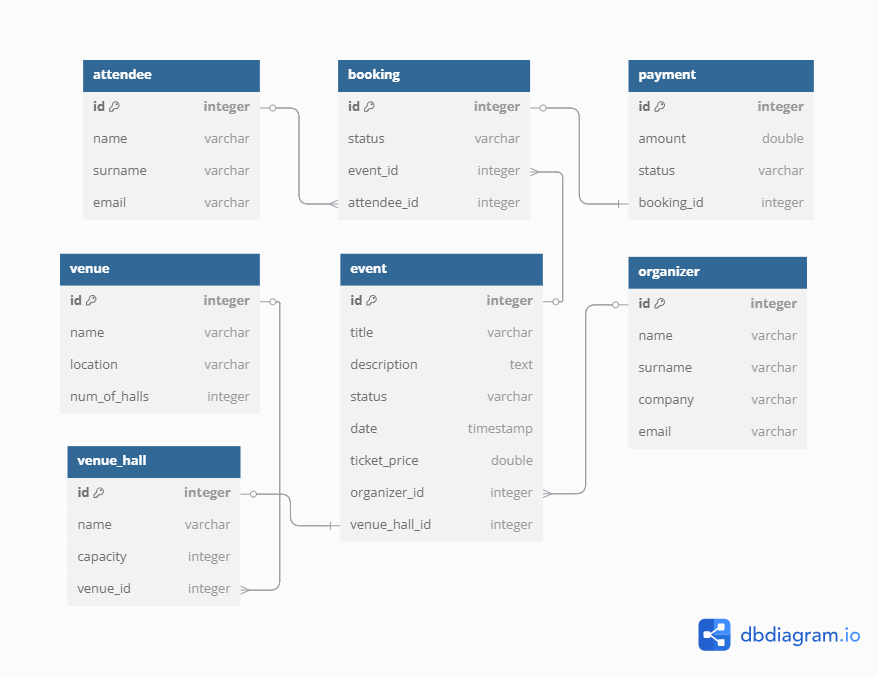 attendee
id integer
name varchar
surname varchar
email varchar
booking
id integer
status varchar
event_id integer
attendee_id integer
payment
id integer
amount double
status varchar
booking_id integer
venue
id integer
name varchar
location varchar
num_of_halls integer
event
id integer
title varchar
description text
status varchar
date timestamp
ticket_price double
organizer_id integer
venue_hall_id integer
organizer
id integer
name varchar
surname varchar
company varchar
email varchar
venue_hall
id integer
name varchar
capacity integer
venue_id integer
dbdiagram.io